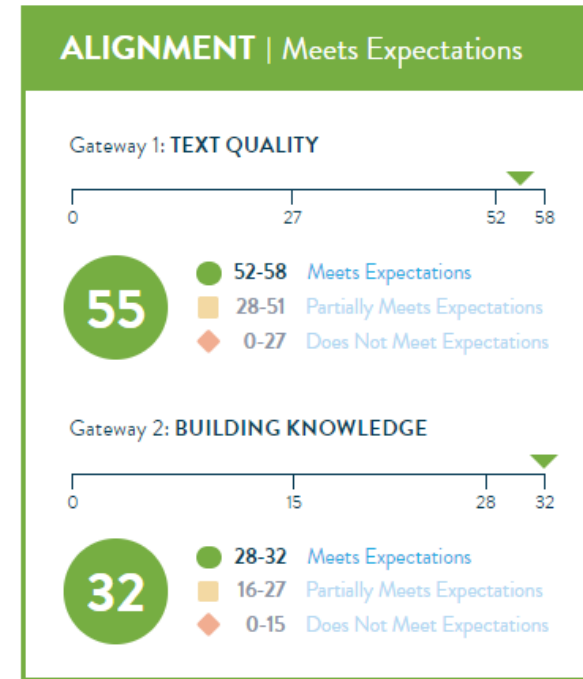 ALIGNMENT | Meets Expectations
Gateway 1: TEXT QUALITY
0 27 52 58
55
52-58 Meets Expectations
28-51 Partially Meets Expectations
0-27 Does Not Meet Expectations
Gateway 2: BUILDING KNOWLEDGE
0 15 28 32
32
28-32 Meets Expectations
16-27 Partially Meets Expectations
0-15 Does Not Meet Expectations